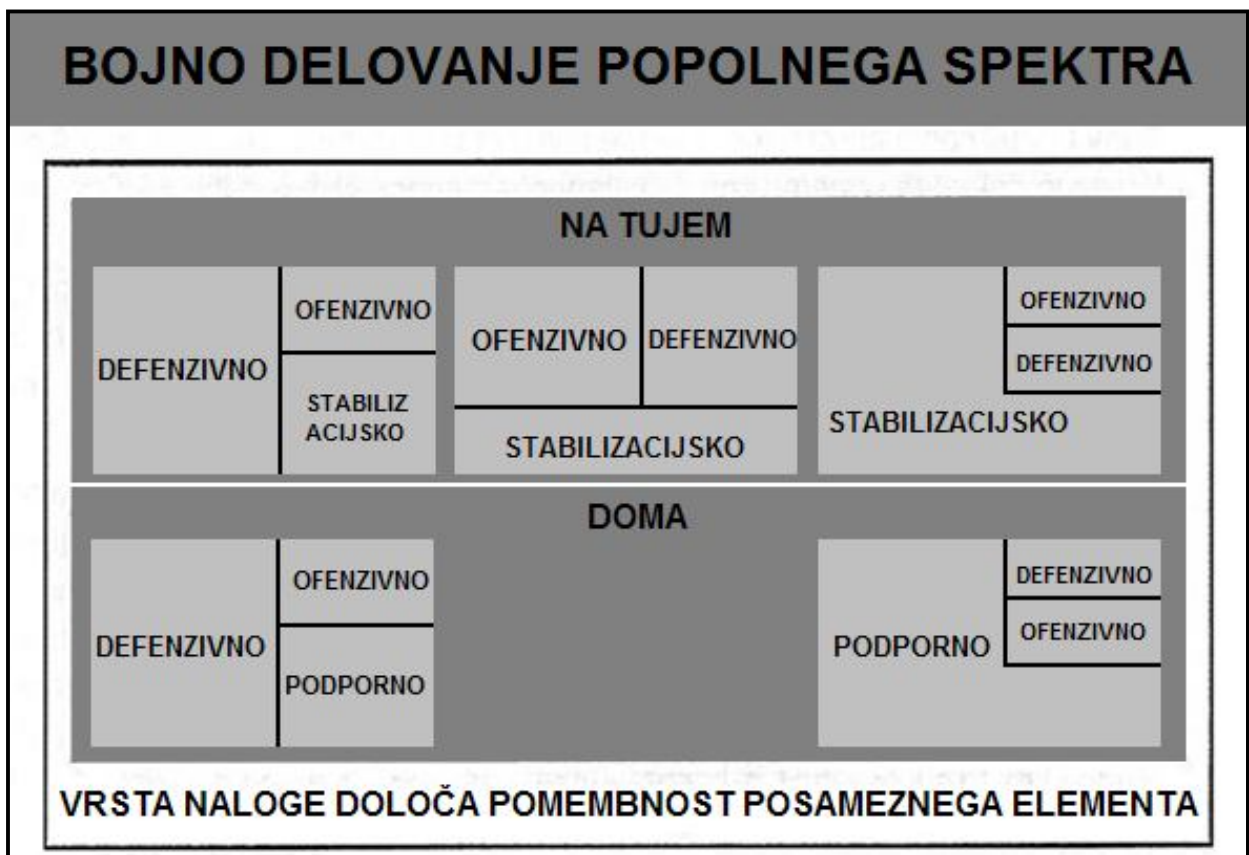 BOJNO DELOVANJE POPOLNEGA SPEKTRA
NA TUJEM
DEFENZIVNO
OFENZIVNO
STABILIZ
ACIJSKO
OFENZIVNO
DEFENZIVNO
STABILIZACIJSKO
OFENZIVNO
DEFENZIVNO
STABILIZACIJSKO
DOMA
DEFENZIVNO
OFENZIVNO
PODPORNO
PODPORNO
DEFENZIVNO
OFENZIVNO
VRSTA NALOGE DOLOČA POMEMBNOST POSAMEZNEGA ELEMENTA